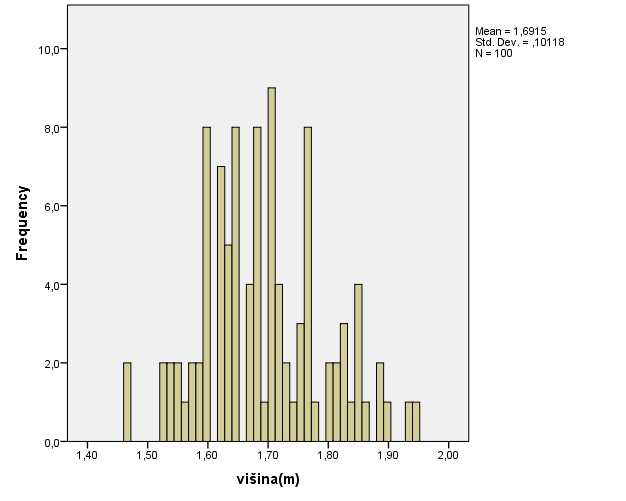 Mean = 1,6915
Std. Dev. = ,10118
N = 100
Frequency
10,0
8,0
6,0
4,0
2,0
0,0
1,40 1,50 1,60 1,70 1,80 1,90 2,00
višina(m)